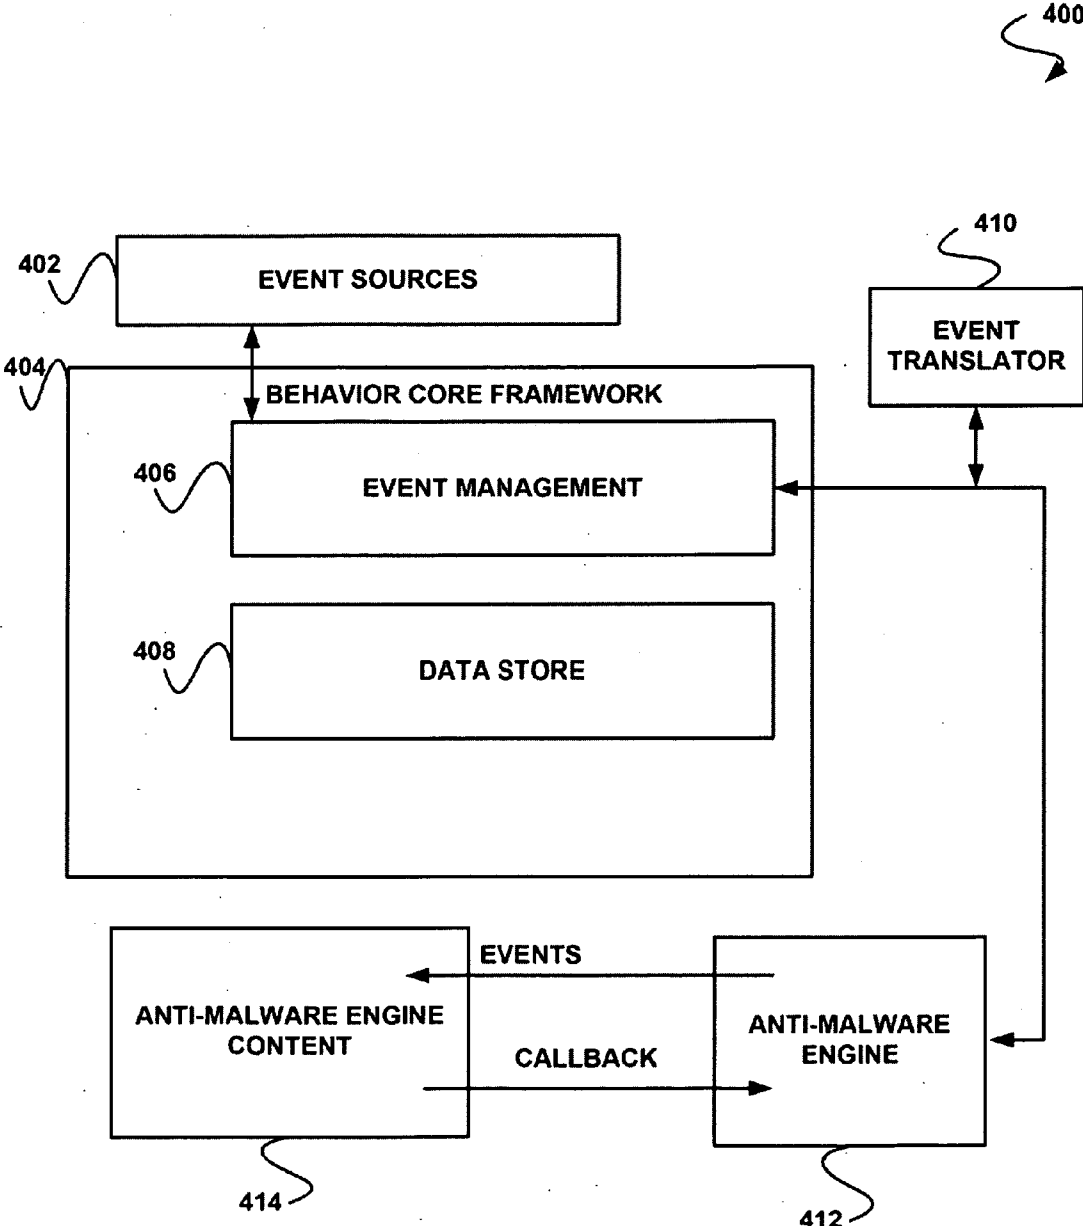 400
410
402
EVENT SOURCES
EVENT
TRANSLATOR
404
BEHAVIOR CORE FRAMEWORK
406
EVENT MANAGEMENT
408
DATA STORE
EVENTS
ANTI-MALWARE ENGINE
CONTENT
ANTI-MALWARE
ENGINE
CALLBACK
414
412